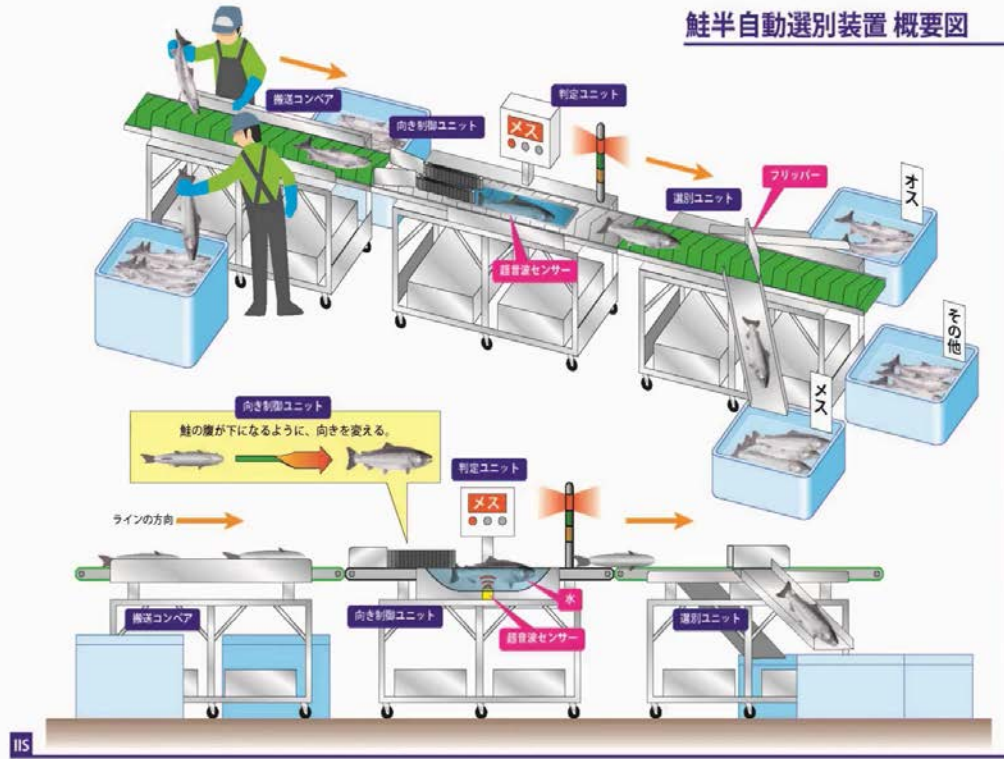 鮭半自動選別装置 概要図
搬送コンベア
向き制御ユニット
判定ユニット
メス
選別ユニット
フリッパー
超音波センサー
オス
その他
メス
向き制御ユニット
鮭の腹が下になるように、向きを変える。
判定ユニット
メス
ラインの方向
搬送コンベア
向き制御ユニット
水
超音波センサー
選別ユニット
IIS